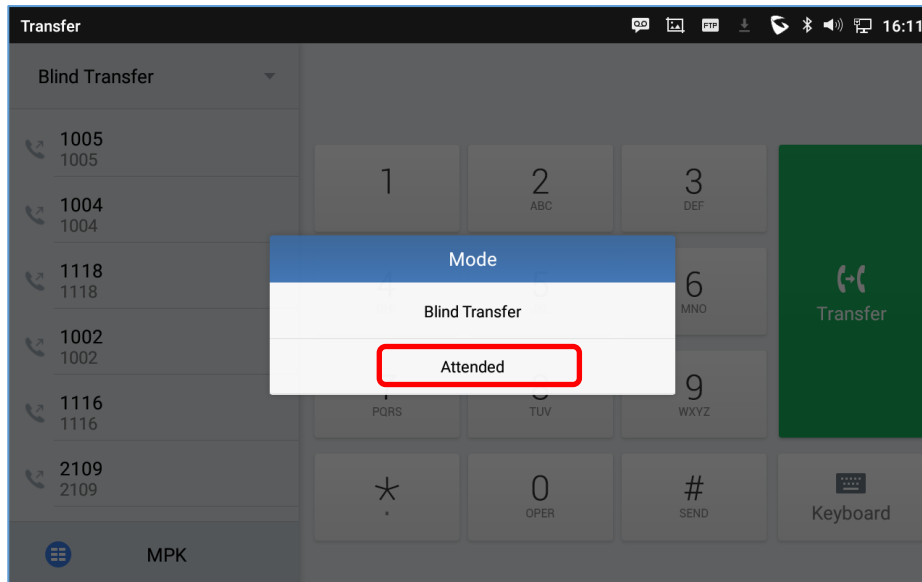 Transfer
FTP
16:11
Blind Transfer
1005
1005
1004
1004
1118
1118
1002
1002
1116
1116
2109
2109
MPK
1
2
ABC
3
DEF
Mode
Blind Transfer
Attended
6
MNO
PQRS
TUV
9
WXYZ
*
0
OPER
#
SEND
Transfer
Keyboard